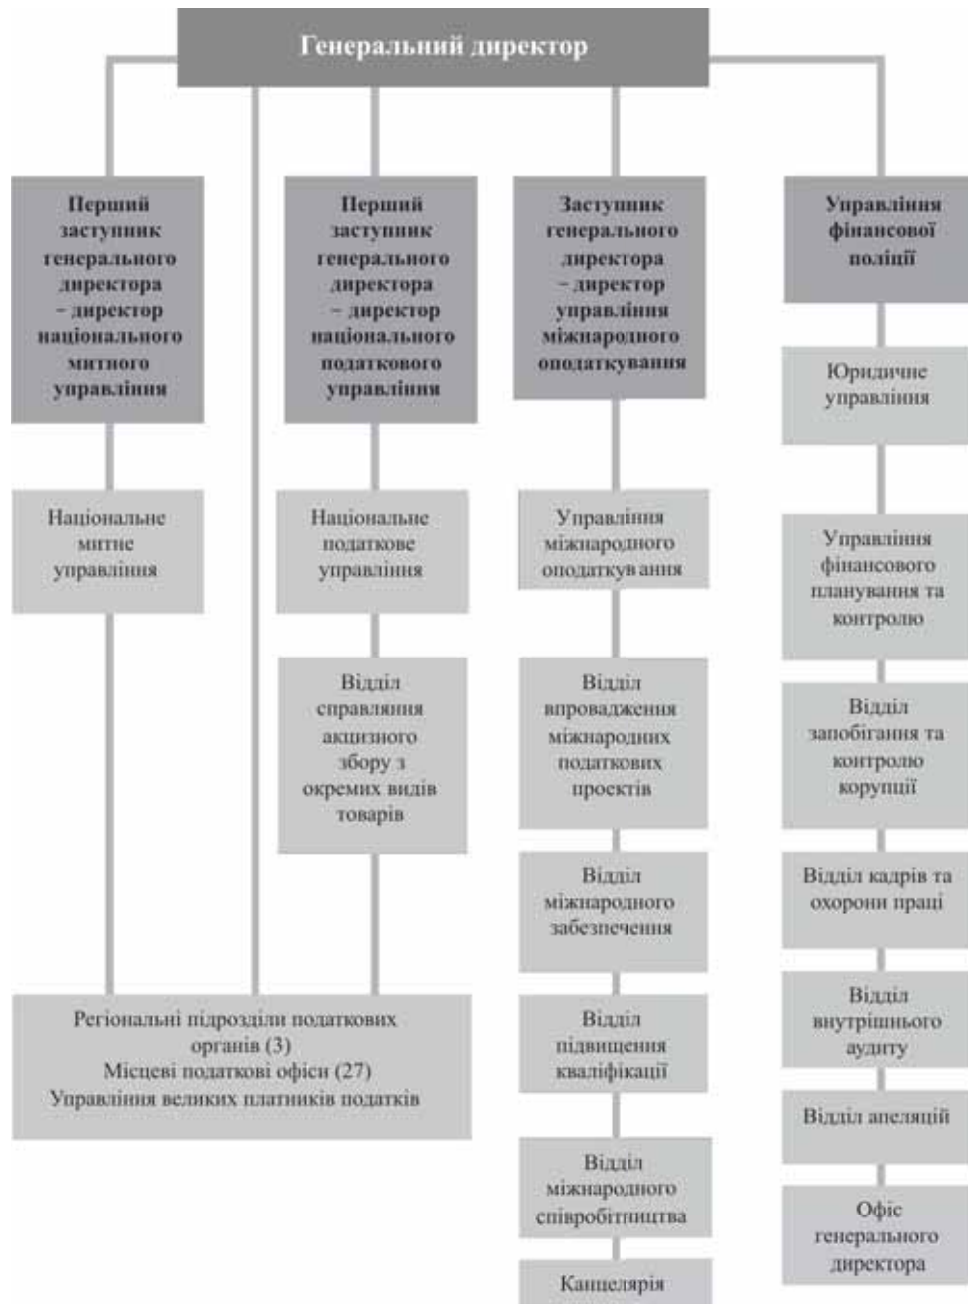 Генеральний директор
Перший
заступник
генерального
директора
– директор
національного
митного
управління
Національне
митне
управління
Перший
заступник
генерального
директора
– директор
національного
податкового
управління
Національне
податкове
управління
Відділ
справляння
акцизного
збору з
окремих видів
товарів
Регіональні підрозділи податкових
органів (3)
Місцеві податкові офіси (27)
Управління великих платників податків
Заступник
генерального
директора
– директор
управління
міжнародного
оподаткування
Управління
міжнародного
оподаткування
Відділ
впровадження
міжнародних
податкових
проектів
Відділ
міжнародного
забезпечення
Відділ
підвищення
кваліфікації
Відділ
міжнародного
співробітництва
Канцелярія
Управління
фінансової
поліції
Юридичне
управління
Управління
фінансового
планування та
контролю
Відділ
запобігання та
контролю
корупції
Відділ кадрів та
охорони праці
Відділ
внутрішнього
аудиту
Відділ апеляцій
Офіс
генерального
директора